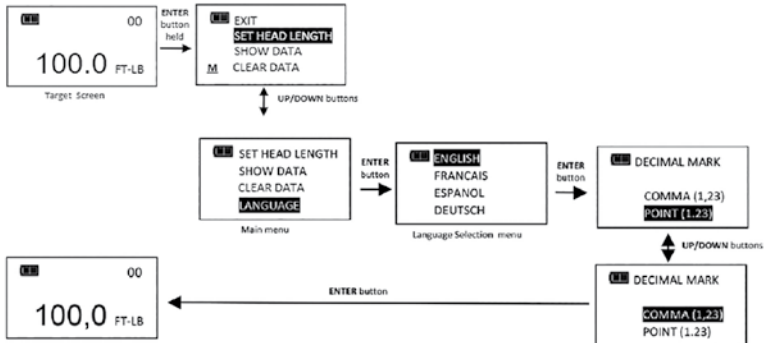 00
100.0 FT-LB
Target Screen
ENTER
button
held
EXIT
SET HEAD LENGTH
SHOW DATA
M CLEAR DATA
UP/DOWN buttons
SET HEAD LENGTH
SHOW DATA
CLEAR DATA
LANGUAGE
Main menu
ENTER
button
ENGLISH
FRANCAIS
ESPANOL
DEUTSCH
Language Selection menu
ENTER
button
DECIMAL MARK
COMMA (1,23)
POINT (1.23)
UP/DOWN buttons
DECIMAL MARK
COMMA (1,23)
POINT (1.23)
ENTER button
00
100,0 FT-LB